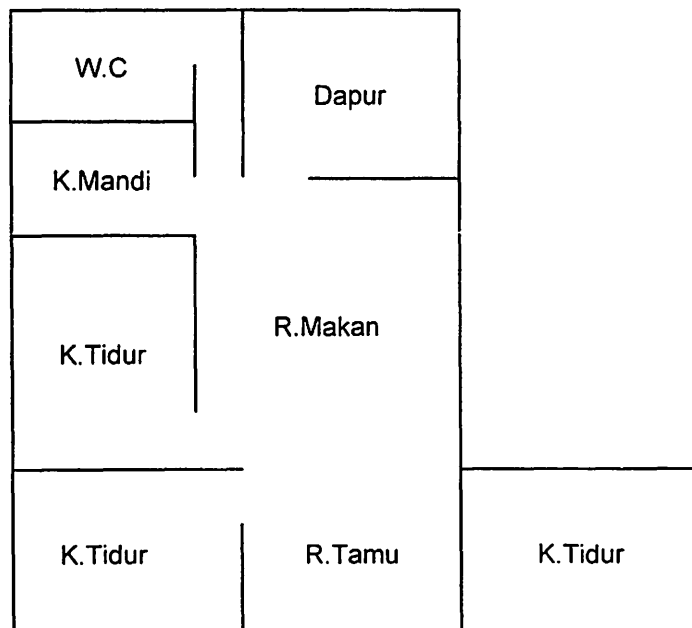 W.C
Dapur
K.Mandi
R.Makan
K.Tidur
K.Tidur
R.Tamu
K.Tidur